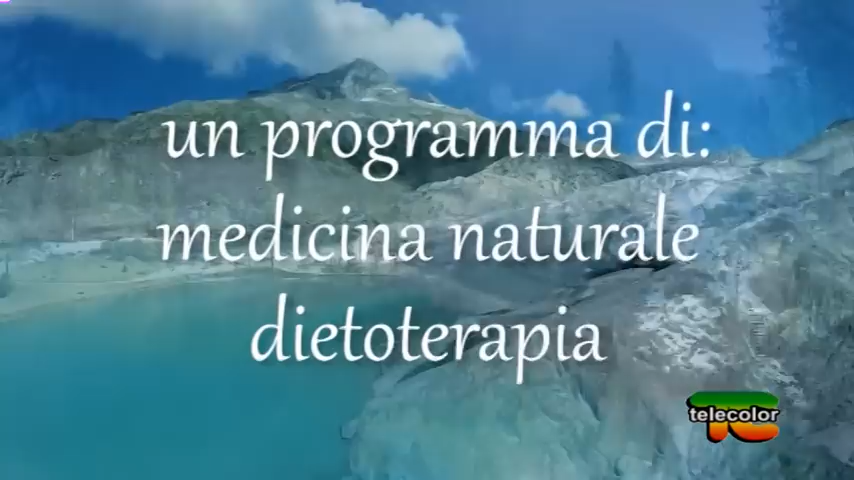 un programma di:
medicina naturale
dietoterapia
telecolor